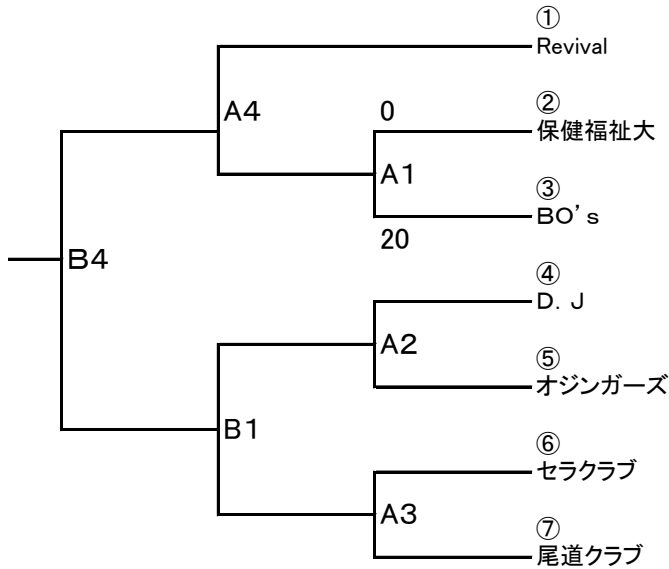 ①
Revival
A4
0
②
保健福祉大
A1
③
BO's
20
B4
④
D.J
A2
⑤
オジンガーズ
B1
⑥
セラクラブ
A3
⑦
尾道クラブ